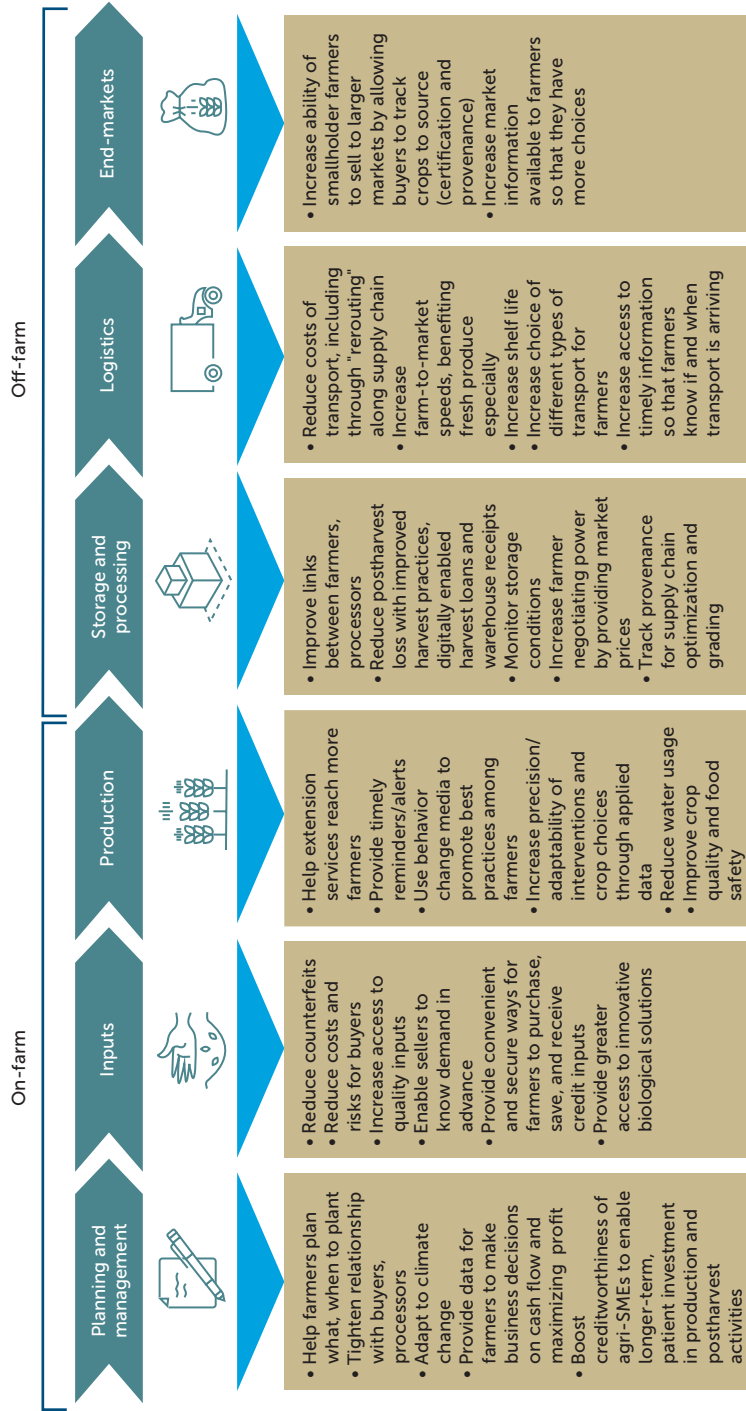 On-farm
Off-farm
Planning and
management
Inputs
Production
Storage and
processing
Logistics
End-markets
• Help farmers plan
what, when to plant
• Tighten relationship
with buyers,
processors
• Adapt to climate
change
• Provide data for
farmers to make
business decisions
on cash flow and
maximizing profit
• Boost
creditworthiness of
agri-SMEs to enable
longer-term,
patient investment
in production and
postharvest
activities
• Reduce counterfeits
• Reduce costs and
risks for buyers
• Increase access to
quality inputs
• Enable sellers to
know demand in
advance
• Provide convenient
and secure ways for
farmers to purchase,
save, and receive
credit inputs
• Provide greater
access to innovative
biological solutions
• Help extension
services reach more
farmers
• Provide timely
reminders/alerts
• Use behavior
change media to
promote best
practices among
farmers
• Increase precision/
adaptability of
interventions and
crop choices
through applied
data
• Reduce water usage
• Improve crop
quality and food
safety
• Improve links
between farmers,
processors
• Reduce postharvest
loss with improved
harvest practices,
digitally enabled
harvest loans and
warehouse receipts
• Monitor storage
conditions
• Increase farmer
negotiating power
by providing market
prices
• Track provenance
for supply chain
optimization and
grading
• Reduce costs of
transport, including
through "rerouting"
along supply chain
• Increase
farm-to-market
speeds, benefiting
fresh produce
especially
• Increase shelf life
• Increase choice of
different types of
transport for
farmers
• Increase access to
timely information
so that farmers
know if and when
transport is arriving
• Increase ability of
smallholder farmers
to sell to larger
markets by allowing
buyers to track
crops to source
(certification and
provenance)
• Increase market
information
available to farmers
so that they have
more choices